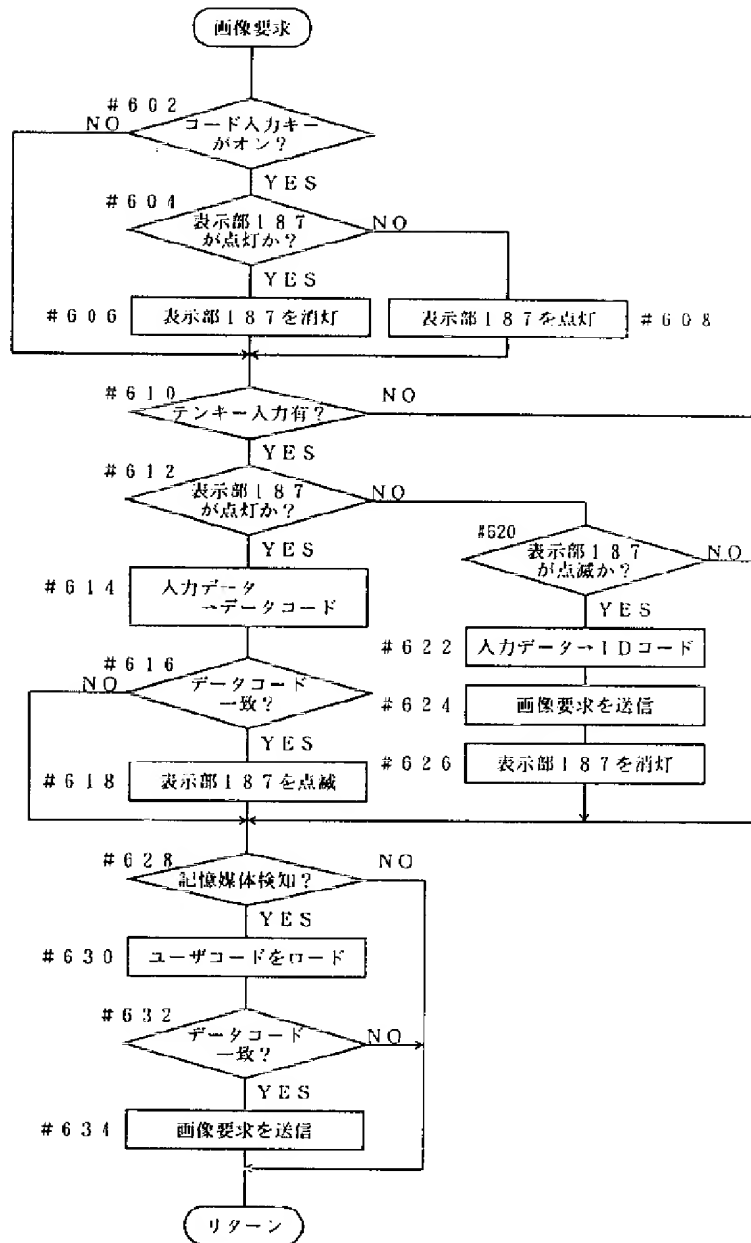 画像要求
#602
コード入力キー
がオン?
NO
YES
#604
表示部187
が点灯か?
NO
YES
#606
表示部187を消灯
表示部187を点灯
#608
#610
テンキー入力有?
NO
YES
#612
表示部187
が点灯か?
NO
YES
#614
入力データ
→データコード
#616
データコード
一致?
NO
YES
#618
表示部187を点滅
#620
表示部187
が点滅か?
NO
YES
#622
入力データ→IDコード
#624
画像要求を送信
#626
表示部187を消灯
#628
記憶媒体検知?
NO
YES
#630
ユーザコードをロード
#632
データコード
一致?
NO
YES
#634
画像要求を送信
リターン